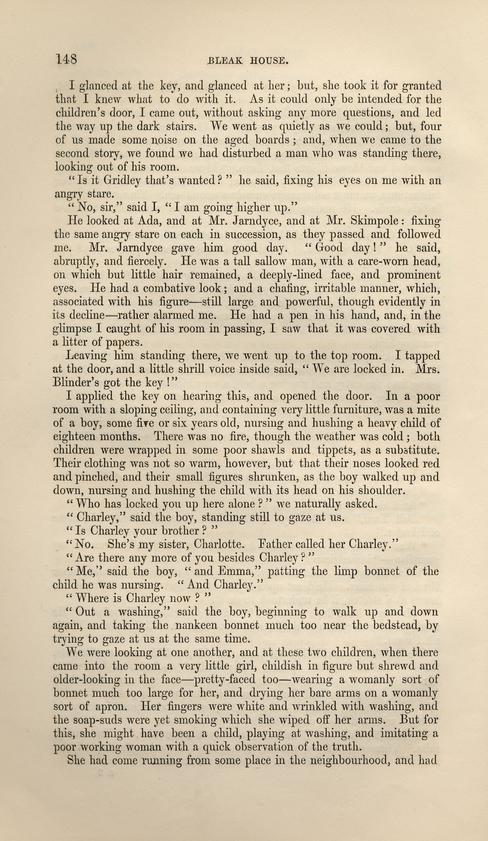 148 BLEAK HOUSE.
I glanced at the key, and glanced at her; but, she took it for granted
that I knew what to do with it. As it could only be intended for the
children's door, I came out, without asking any more questions, and led
the way up the dark stairs. We went as quietly as we could; but, four
of us made some noise on the aged boards; and, when we came to the
second story, we found we had disturbed a man who was standing there,
looking out of his room.
"Is it Gridley that's wanted?" he said, fixing his eyes on me with an
angry stare.
"No, sir," said I, "I am going higher up."
He looked at Ada, and at Mr. Jarndyce, and at Mr. Skimpole: fixing
the same angry stare on each in succession, as they passed and followed
me. Mr. Jarndyce gave him good day. "Good day!" he said,
abruptly, and fiercely. He was a tall sallow man, with a care-worn head,
on which but little hair remained, a deeply-lined face, and prominent
eyes. He had a combative look; and a chafing, irritable manner, which,
associated with his figure—still large and powerful, though evidently in
its decline—rather alarmed me. He had a pen in his hand, and, in the
glimpse I caught of his room in passing, I saw that it was covered with
a litter of papers.
Leaving him standing there, we went up to the top room. I tapped
at the door, and a little shrill voice inside said, "We are locked in. Mrs.
Blinder's got the key!"
I applied the key on hearing this, and opened the door. In a poor
room with a sloping ceiling, and containing very little furniture, was a mite
of a boy, some five or six years old, nursing and hushing a heavy child of
eighteen months. There was no fire, though the weather was cold; both
children were wrapped in some poor shawls and tippets, as a substitute.
Their clothing was not so warm, however, but that their noses looked red
and pinched, and their small figures shrunken, as the boy walked up and
down, nursing and hushing the child with its head on his shoulder.
"Who has locked you up here alone?" we naturally asked.
"Charley," said the boy, standing still to gaze at us.
"Is Charley your brother?"
"No. She's my sister, Charlotte. Father called her Charley."
"Are there any more of you besides Charley?"
"Me," said the boy, "and Emma," patting the limp bonnet of the
child he was nursing. "And Charley."
"Where is Charley now?"
"Out a washing," said the boy, beginning to walk up and down
again, and taking the nankeen bonnet much too near the bedstead, by
trying to gaze at us at the same time.
We were looking at one another, and at these two children, when there
came into the room a very little girl, childish in figure but shrewd and
older-looking in the face—pretty-faced too—wearing a womanly sort of
bonnet much too large for her, and drying her bare arms on a womanly
sort of apron. Her fingers were white and wrinkled with washing, and
the soap-suds were yet smoking which she wiped off her arms. But for
this, she might have been a child, playing at washing, and imitating a
poor working woman with a quick observation of the truth.
She had come running from some place in the neighbourhood, and had